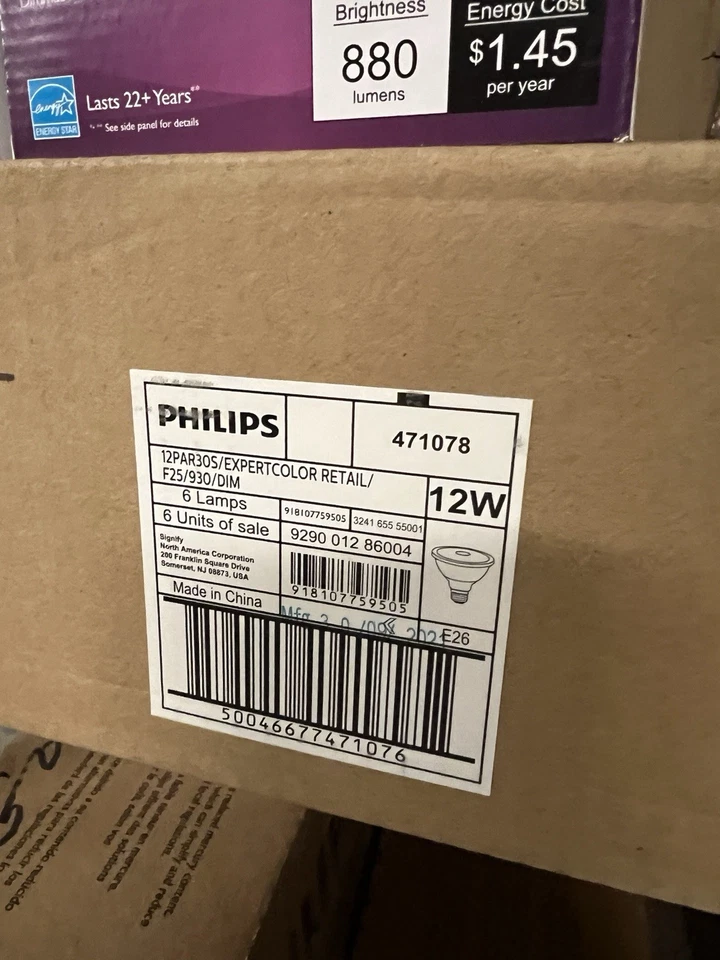 Brightness
880
lumens
Energy Cost
$1.45
per year
energy
ENERGY STAR
Lasts 22+ Years**
See side panel for details
PHILIPS
471078
12PAR30S/EXPERTCOLOR RETAIL/
F25/930/DIM
12W
6 Lamps
6 Units of sale
918107759505
3241 655 55001
9290 012 86004
Signify
North America Corporation
200 Franklin Square Drive
Somerset, NJ 08873, USA
918107759505
Made in China
E26
50046677471076